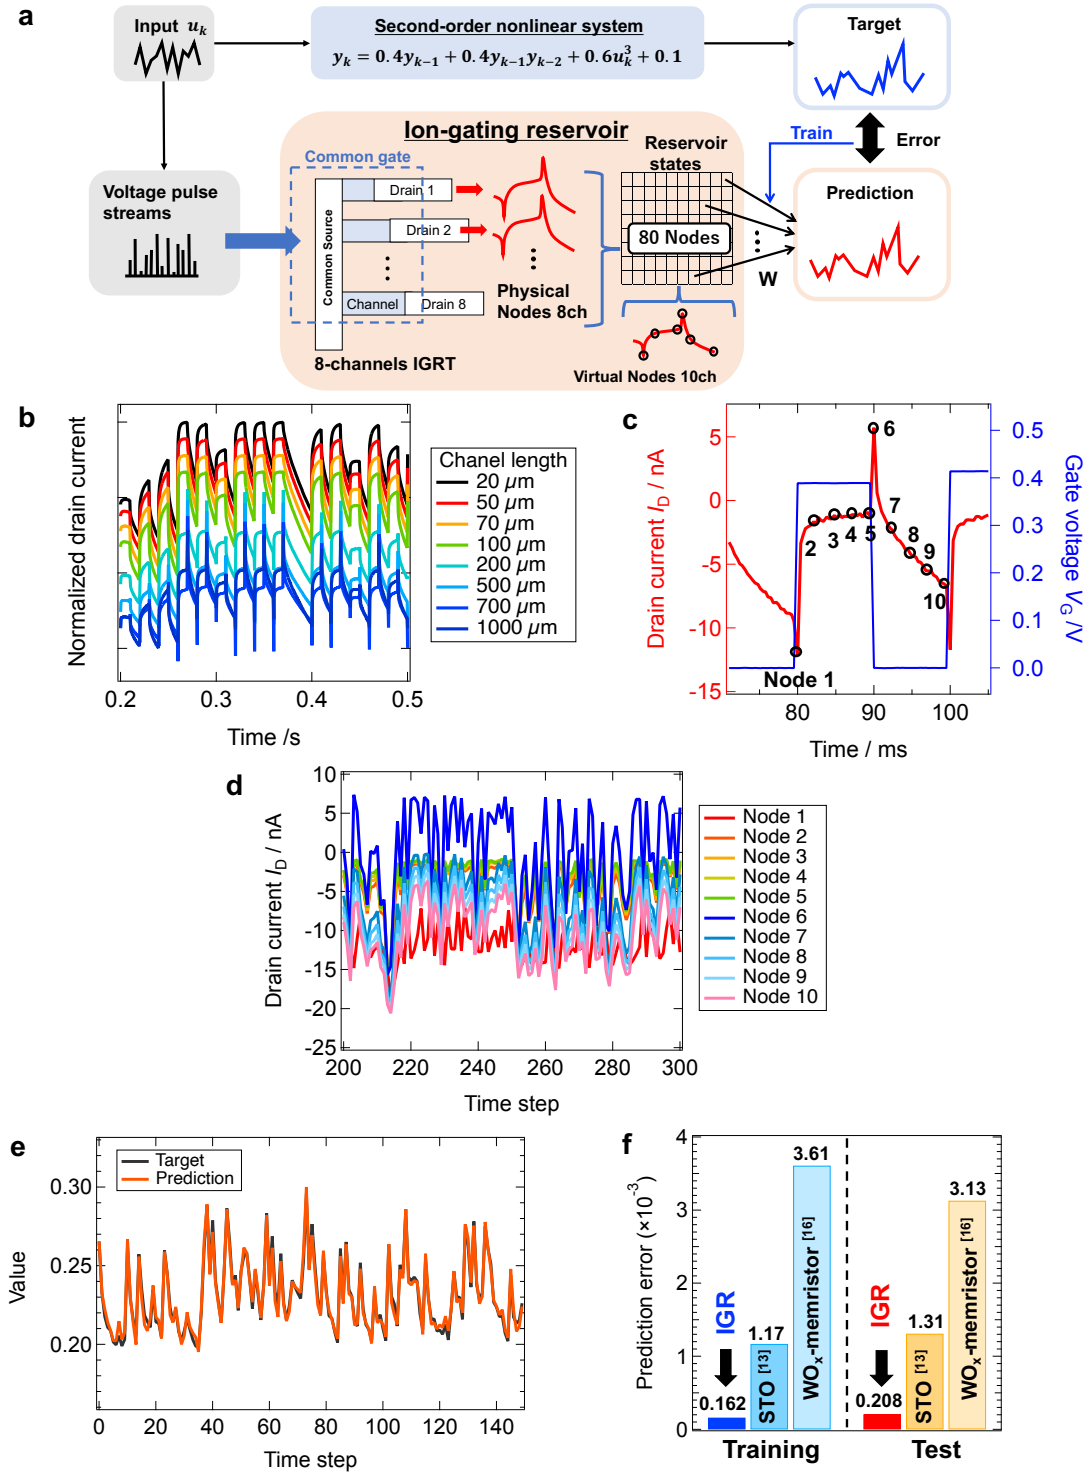 a
Input u_k
Second-order nonlinear system
y_k = 0.4y_{k−1} + 0.4y_{k−1}y_{k−2} + 0.6u_k^3 + 0.1
Target
Train
Error
Ion-gating reservoir
Common gate
Reservoir
states
Voltage pulse
streams
Common Source
Drain 1
Drain 2
Channel
Drain 8
Physical
Nodes 8ch
80 Nodes
W
Prediction
8-channels IGRT
Virtual Nodes 10ch
b
Normalized drain current
0.2
0.3
0.4
0.5
Time /s
Chanel length
20 μm
50 μm
70 μm
100 μm
200 μm
500 μm
700 μm
1000 μm
c
Drain current I_D / nA
5
0
-5
-10
-15
Gate voltage V_G /V
0.5
0.4
0.3
0.2
0.1
0.0
Node 1
2
3
4
5
6
7
8
9
10
80
90
100
Time / ms
d
Drain current I_D / nA
10
5
0
-5
-10
-15
-20
-25
200
220
240
260
280
300
Time step
Node 1
Node 2
Node 3
Node 4
Node 5
Node 6
Node 7
Node 8
Node 9
Node 10
e
Value
0.30
0.25
0.20
Target
Prediction
0
20
40
60
80
100
120
140
Time step
f
Prediction error (×10⁻³)
4
3
2
1
0
0.162
IGR
1.17
STO [13]
3.61
WOₓ-memristor [16]
0.208
IGR
1.31
STO [13]
3.13
WOₓ-memristor [16]
Training
Test